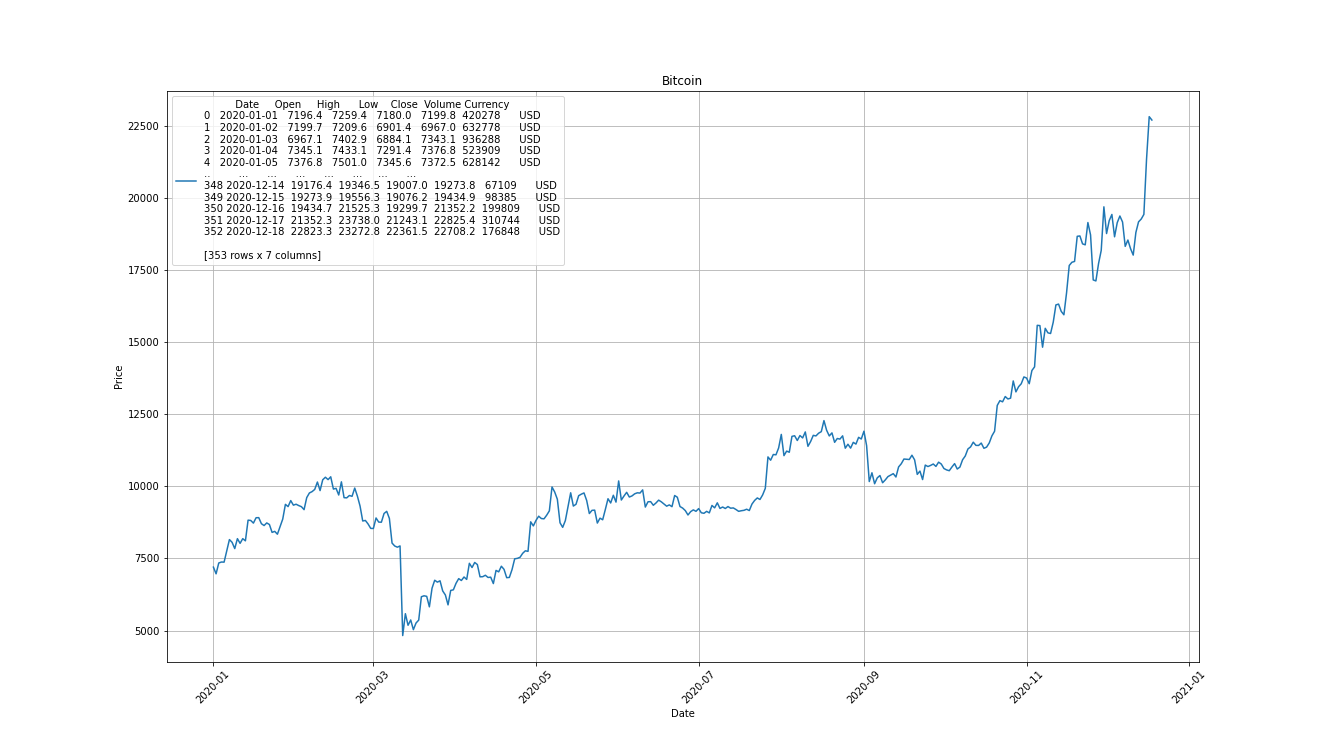 Bitcoin
Date Open High Low Close Volume Currency
0 2020-01-01 7196.4 7259.4 7180.0 7199.8 420278 USD
1 2020-01-02 7199.7 7209.6 6901.4 6967.0 632778 USD
2 2020-01-03 6967.1 7402.9 6884.1 7343.1 936288 USD
3 2020-01-04 7345.1 7433.1 7291.4 7376.8 523909 USD
4 2020-01-05 7376.8 7501.0 7345.6 7372.5 628142 USD
.. ... ... ... ... ... ... ...
348 2020-12-14 19176.4 19346.5 19007.0 19273.8 67109 USD
349 2020-12-15 19273.9 19556.3 19076.2 19434.9 98385 USD
350 2020-12-16 19434.7 21525.3 19299.7 21352.2 199809 USD
351 2020-12-17 21352.3 23738.0 21243.1 22825.4 310744 USD
352 2020-12-18 22823.3 23272.8 22361.5 22708.2 176848 USD
[353 rows x 7 columns]
22500
20000
17500
15000
12500
10000
7500
5000
Price
2020-01 2020-03 2020-05 2020-07 2020-09 2020-11 2021-01
Date